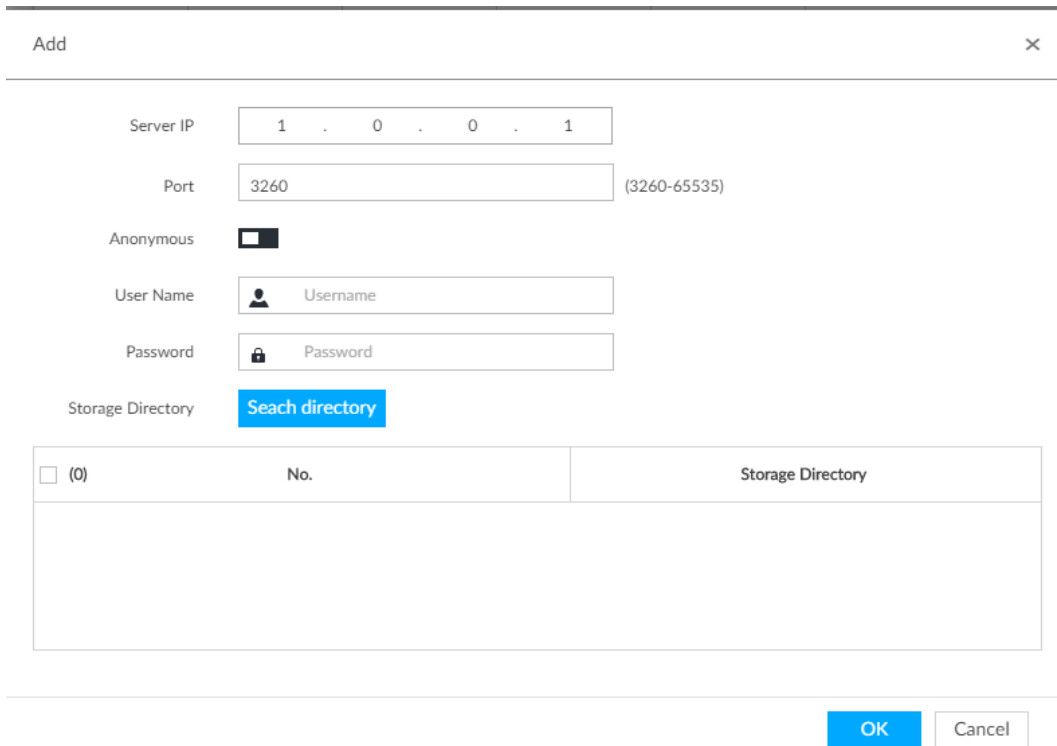 Add
Server IP 1 . 0 . 0 . 1
Port 3260 (3260-65535)
Anonymous
User Name Username
Password Password
Storage Directory Seach directory
(0) No. Storage Directory
OK Cancel